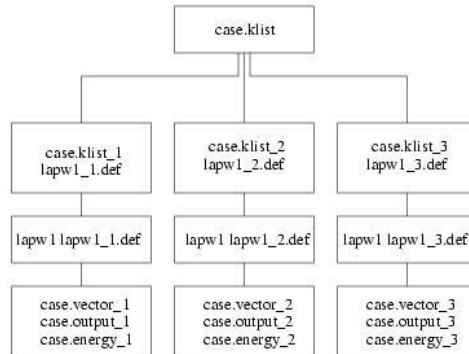 case.klist
case.klist_1
lapw1_1.def
case.klist_2
lapw1_2.def
case.klist_3
lapw1_3.def
lapw1 lapw1_1.def
lapw1 lapw1_2.def
lapw1 lapw1_3.def
case.vector_1
case.output_1
case.energy_1
case.vector_2
case.output_2
case.energy_2
case.vector_3
case.output_3
case.energy_3